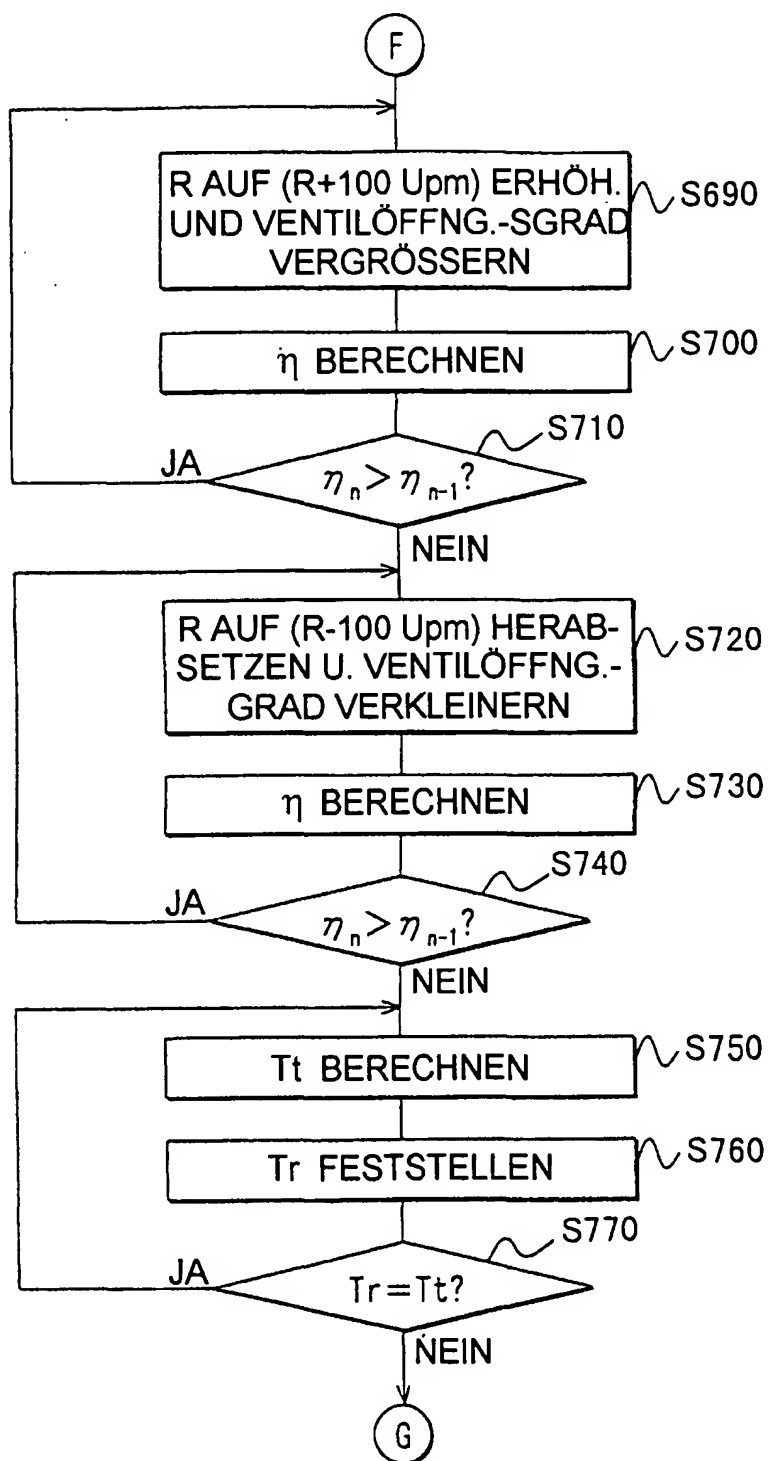 F
R AUF (R+100 Upm) ERHÖH.
UND VENTILÖFFNG.-SGRAD
VERGRÖSSERN
S690
η BERECHNEN
S700
S710
JA
ηₙ > ηₙ₋₁?
NEIN
R AUF (R-100 Upm) HERAB-
SETZEN U. VENTILÖFFNG.-
GRAD VERKLEINERN
S720
η BERECHNEN
S730
S740
JA
ηₙ > ηₙ₋₁?
NEIN
Tt BERECHNEN
S750
Tr FESTSTELLEN
S760
S770
JA
Tr=Tt?
NEIN
G